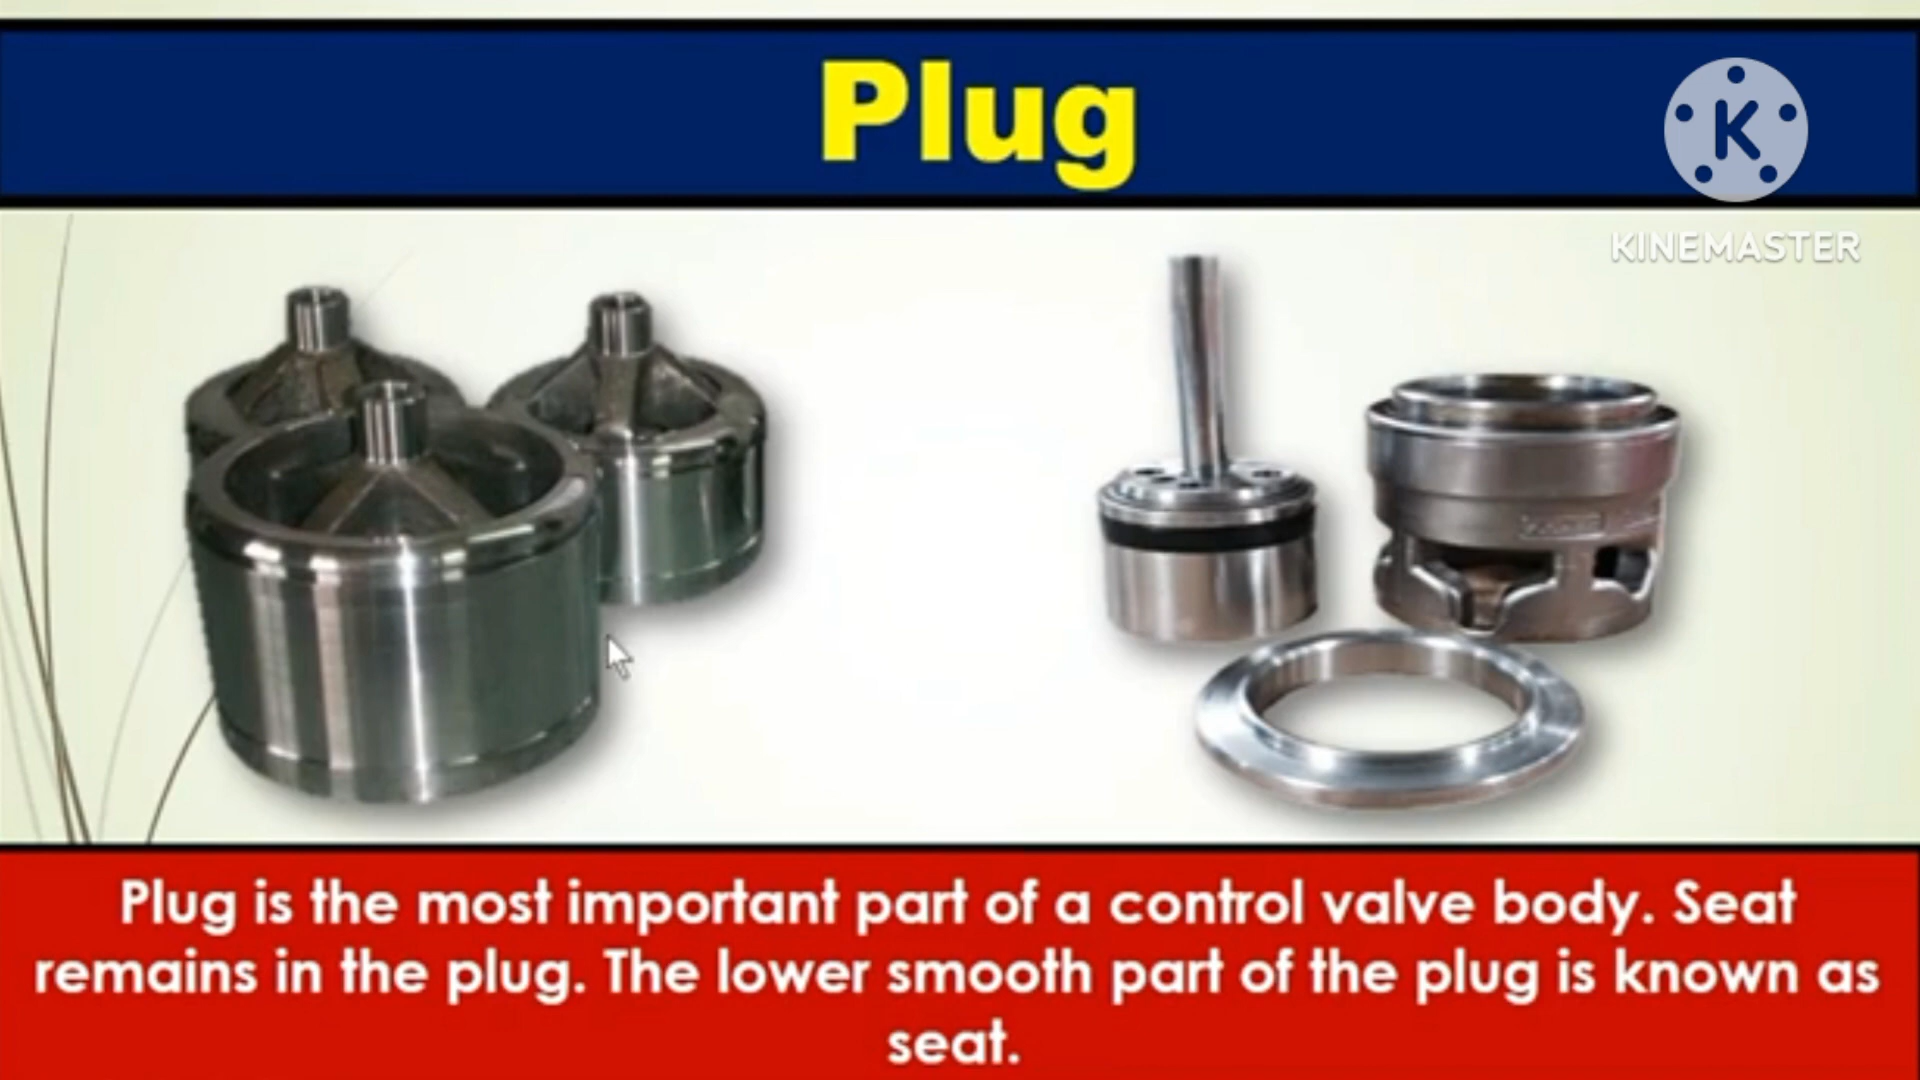 Plug
K
KINEMASTER
Plug is the most important part of a control valve body. Seat
remains in the plug. The lower smooth part of the plug is known as
seat.